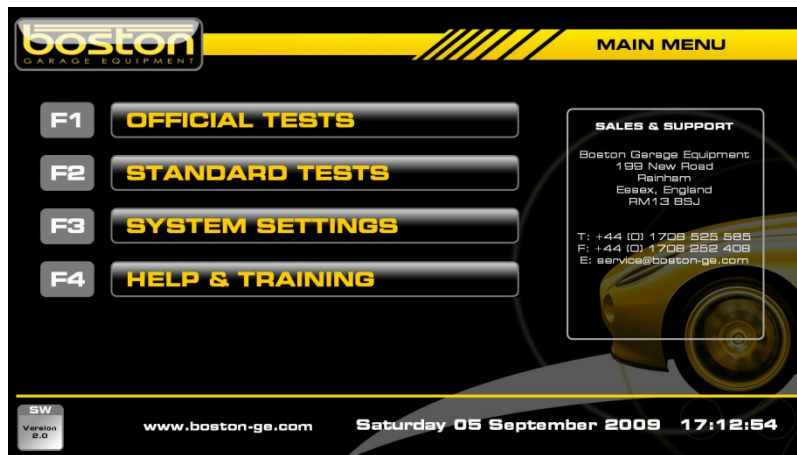 boston
GARAGE EQUIPMENT
MAIN MENU
F1 OFFICIAL TESTS
F2 STANDARD TESTS
F3 SYSTEM SETTINGS
F4 HELP & TRAINING
SALES & SUPPORT
Boston Garage Equipment
199 New Road
Rainham
Essex, England
RM13 8SJ
T: +44 (0) 1708 525 585
F: +44 (0) 1708 252 408
E: service@boston-ge.com
SW
Version
2.0
www.boston-ge.com
Saturday 05 September 2009 17:12:54